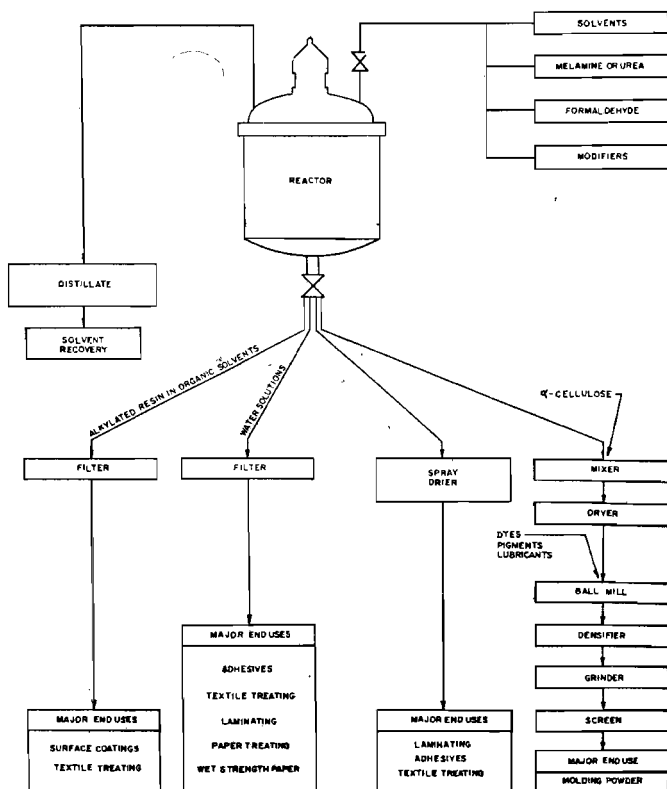 SOLVENTS
MELAMINE OR UREA
FORMALDEHYDE
MODIFIERS
REACTOR
DISTILLATE
SOLVENT
RECOVERY
ALKYLATED RESIN IN ORGANIC SOLVENTS
WATER SOLUTIONS
α-CELLULOSE
FILTER
FILTER
SPRAY
DRIER
MIXER
DRYER
DYES
PIGMENTS
LUBRICANTS
BALL MILL
DENSIFIER
GRINDER
SCREEN
MAJOR END USES
SURFACE COATINGS
TEXTILE TREATING
MAJOR END USES
ADHESIVES
TEXTILE TREATING
LAMINATING
PAPER TREATING
WET STRENGTH PAPER
MAJOR END USES
LAMINATING
ADHESIVES
TEXTILE TREATING
MAJOR END USE
MOLDING POWDER